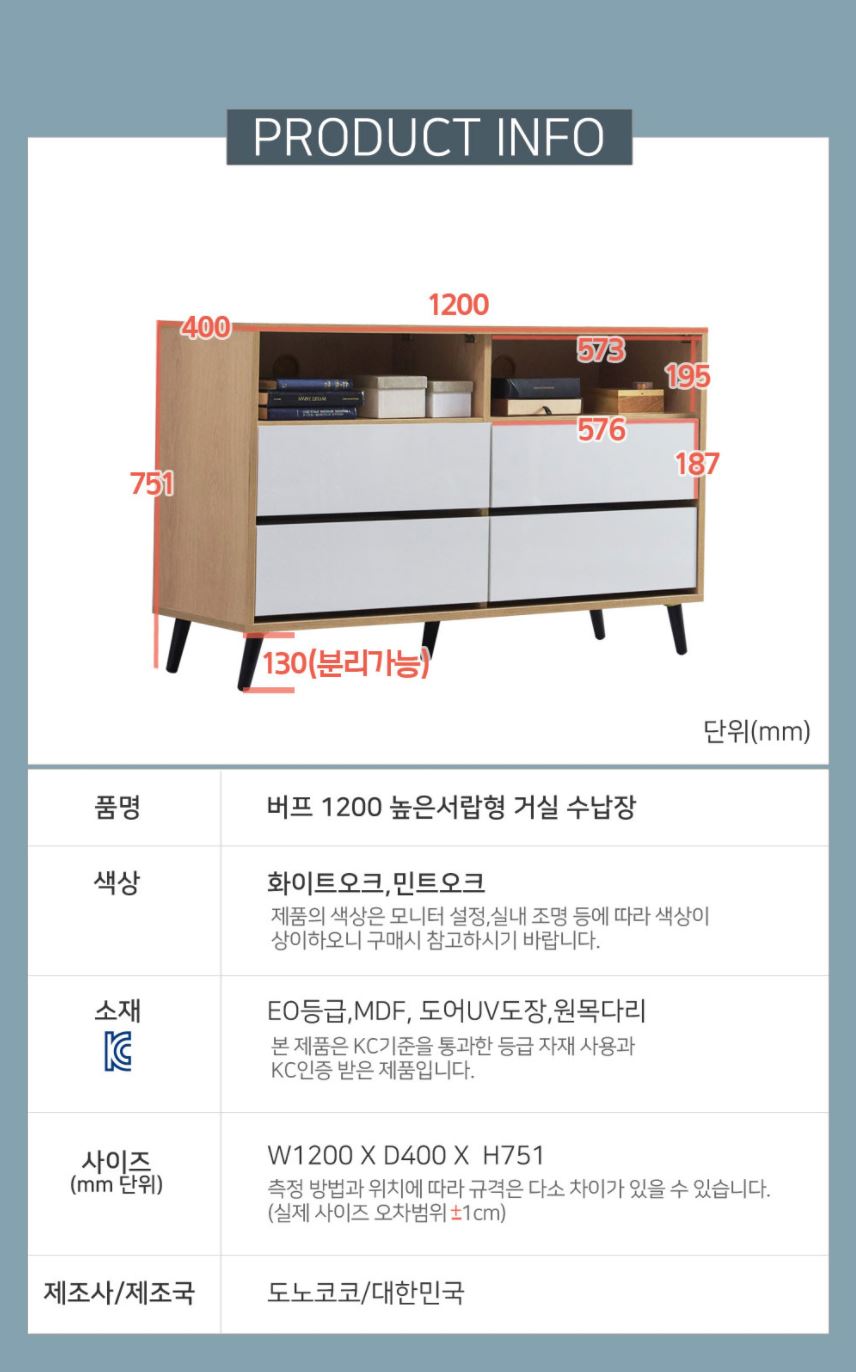 PRODUCT INFO
1200
400
573
195
576
187
751
130(분리가능)
단위(mm)
품명
버프 1200 높은서랍형 거실 수납장
색상
화이트오크,민트오크
제품의 색상은 모니터 설정,실내 조명 등에 따라 색상이
상이하오니 구매시 참고하시기 바랍니다.
소재
EO등급,MDF, 도어UV도장,원목다리
본 제품은 KC기준을 통과한 등급 자재 사용과
KC인증 받은 제품입니다.
사이즈
(mm 단위)
W1200 X D400 X H751
측정 방법과 위치에 따라 규격은 다소 차이가 있을 수 있습니다.
(실제 사이즈 오차범위±1cm)
제조사/제조국
도노코코/대한민국